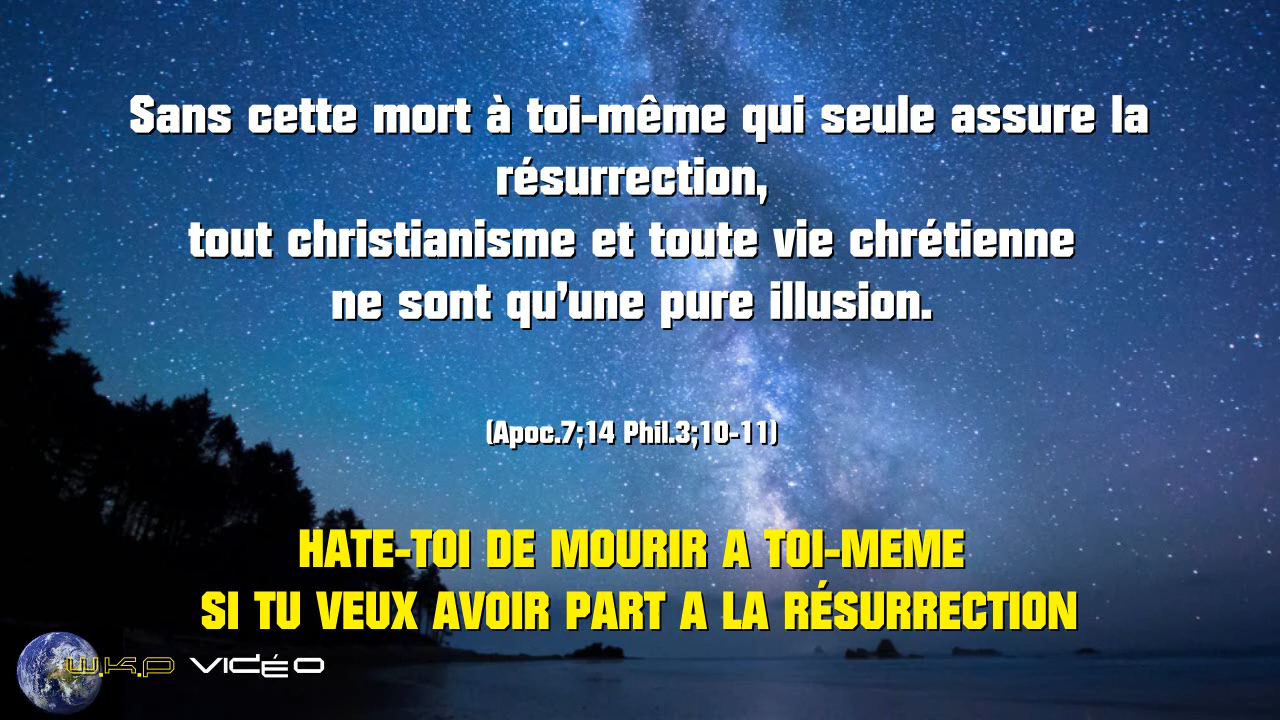 Sans cette mort à toi-même qui seule assure la
résurrection,
tout christianisme et toute vie chrétienne
ne sont qu’une pure illusion.
(Apoc.7;14 Phil.3;10-11)
HATE-TOI DE MOURIR A TOI-MEME
SI TU VEUX AVOIR PART A LA RÉSURRECTION
W.K.P VIDÉO